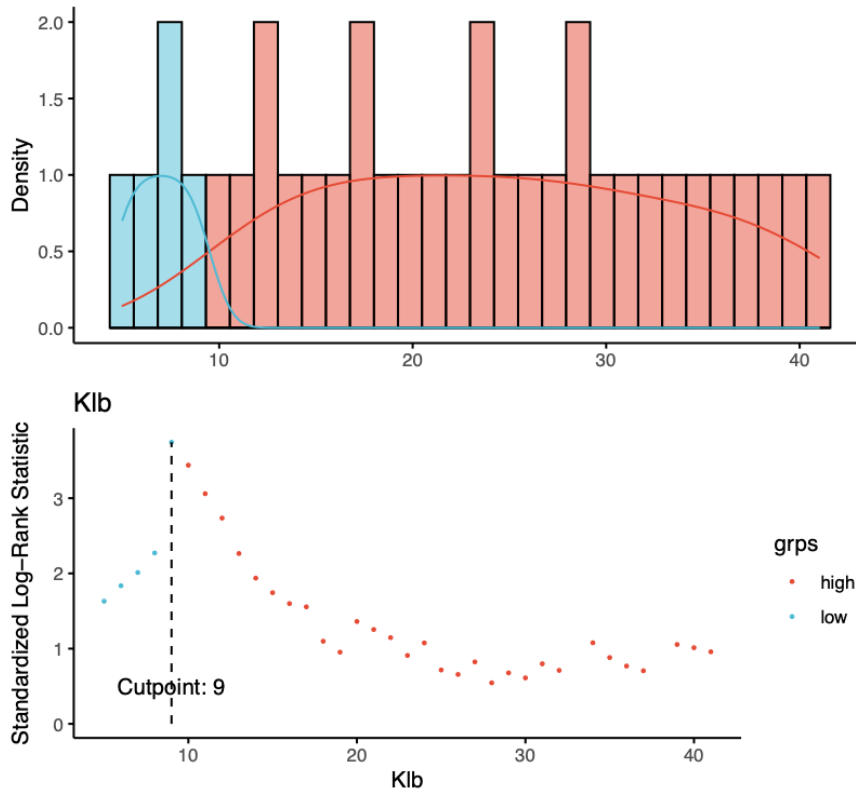 2.0
1.5
1.0
0.5
0.0
Density
10 20 30 40
Klb
Standardized Log-Rank Statistic
3
2
1
0
Cutpoint: 9
10 20 30 40
Klb
grps
high
low